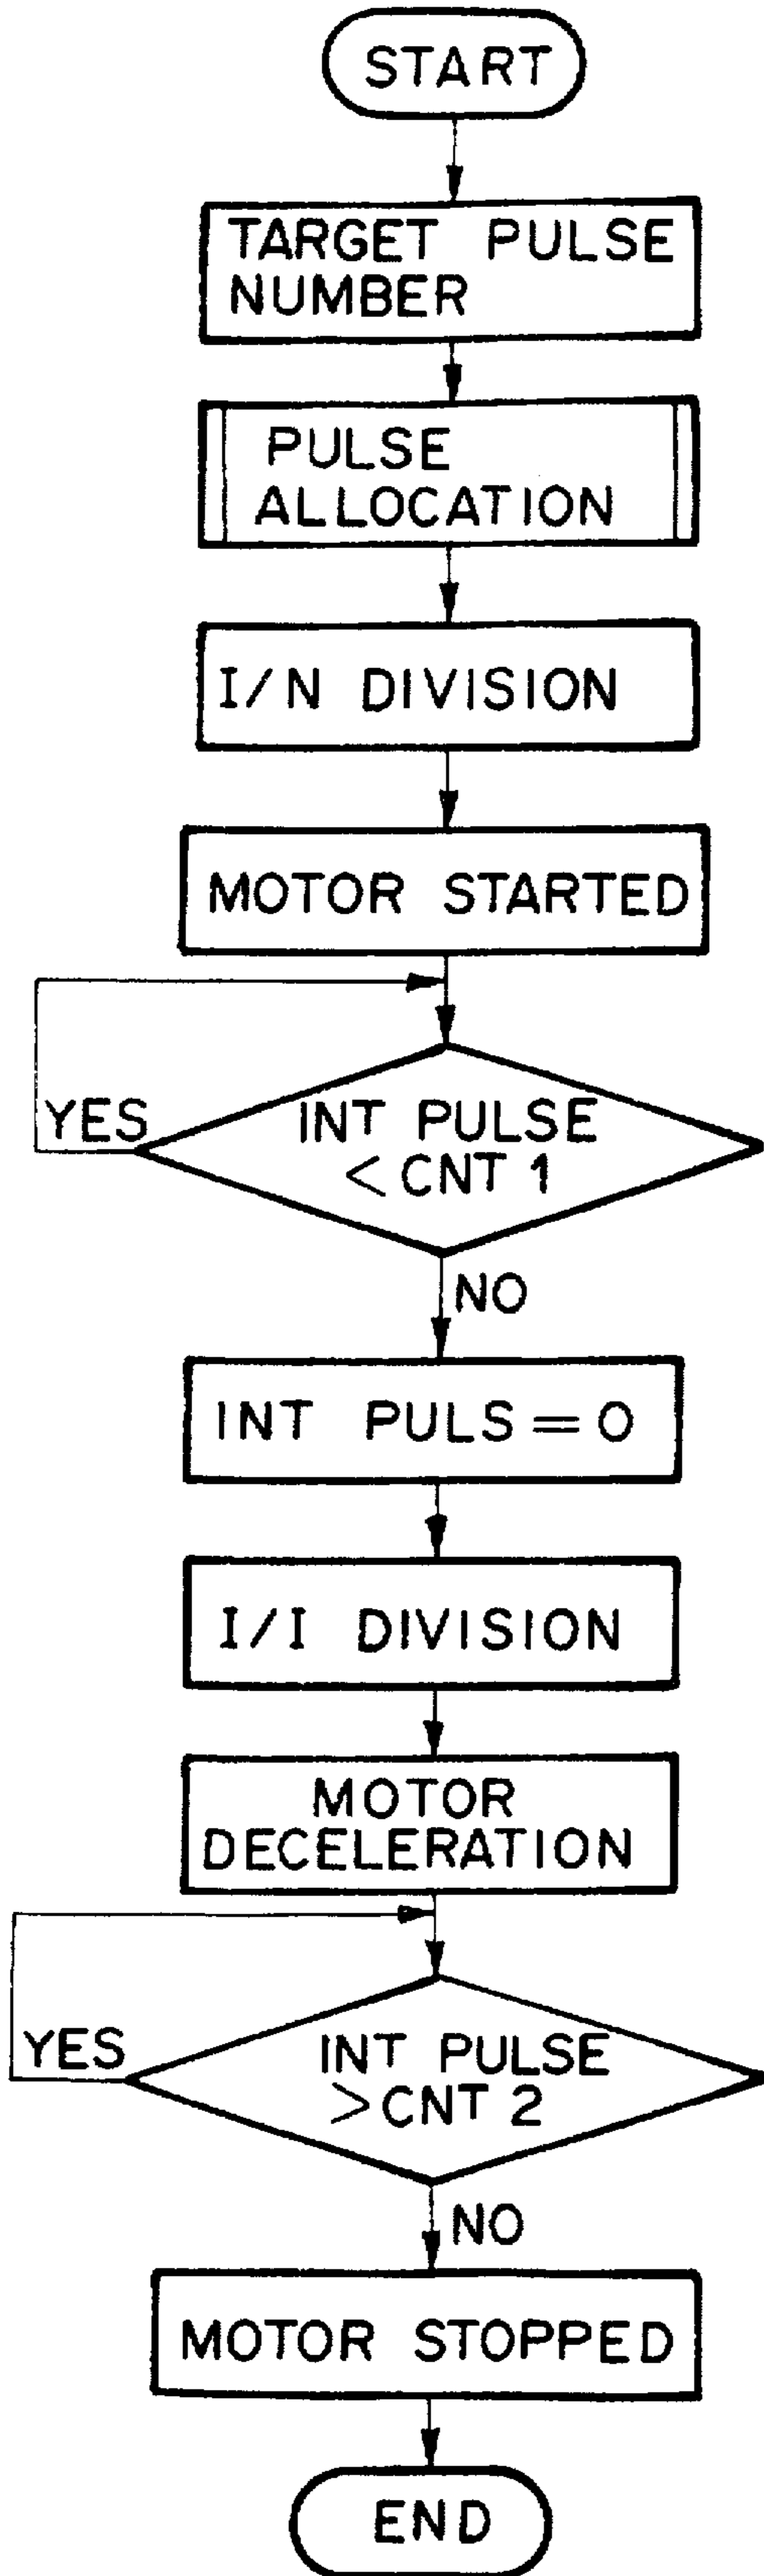 START
TARGET PULSE
NUMBER
PULSE
ALLOCATION
I/N DIVISION
MOTOR STARTED
YES
INT PULSE
< CNT 1
NO
INT PULS = 0
I/I DIVISION
MOTOR
DECELERATION
YES
INT PULSE
> CNT 2
NO
MOTOR STOPPED
END